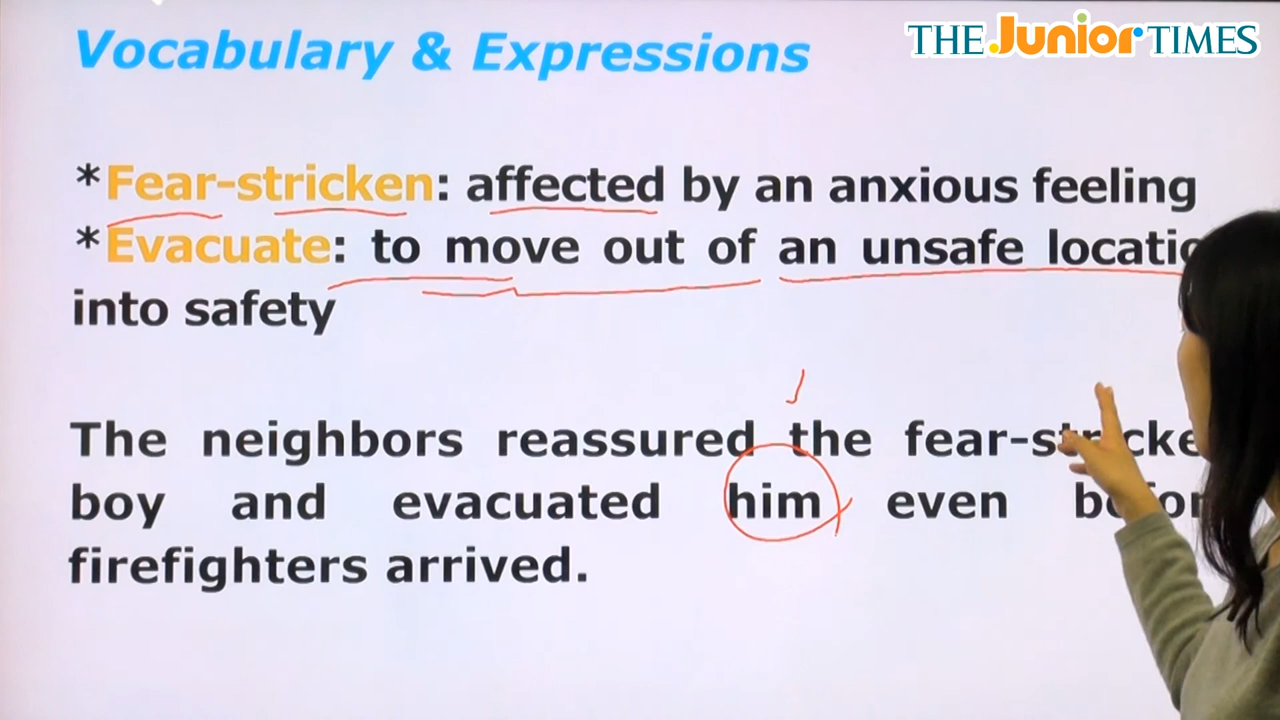 THE Junior TIMES
Vocabulary & Expressions
*Fear-stricken: affected by an anxious feeling
*Evacuate: to move out of an unsafe
into safety
The neighbors reassured the
boy and evacuated him even
firefighters arrived.